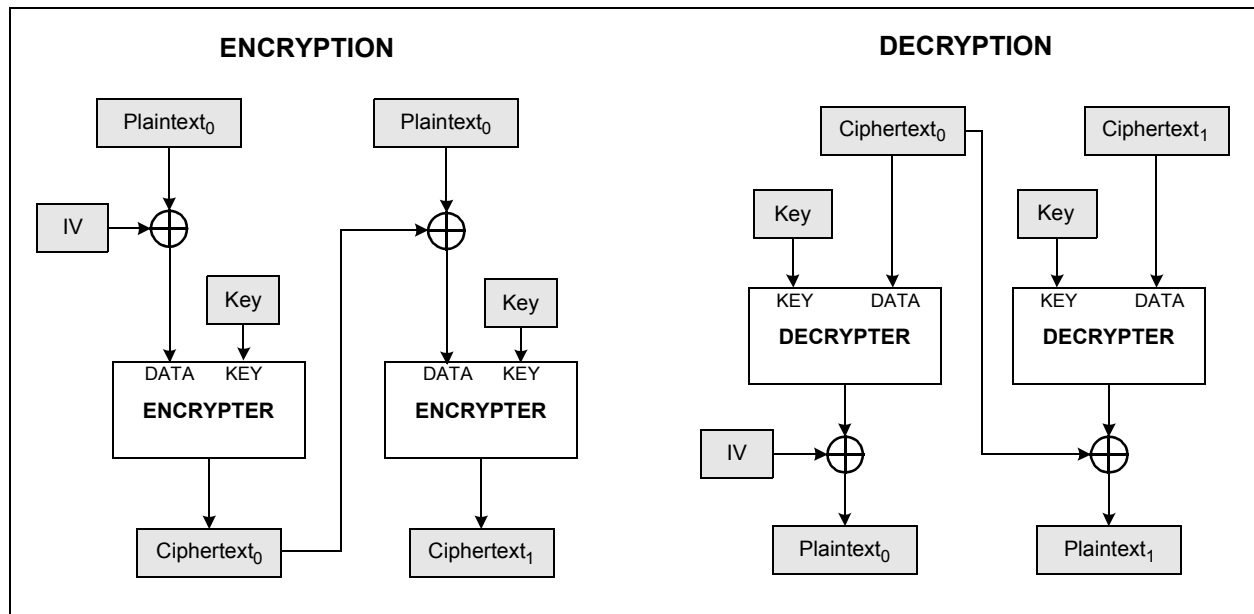 ENCRYPTION
Plaintext0
Plaintext0
IV
Key
Key
DATA KEY
ENCRYPTER
DATA KEY
ENCRYPTER
Ciphertext0
Ciphertext1
DECRYPTION
Ciphertext0
Ciphertext1
Key
Key
KEY DATA
DECRYPTER
KEY DATA
DECRYPTER
IV
Plaintext0
Plaintext1